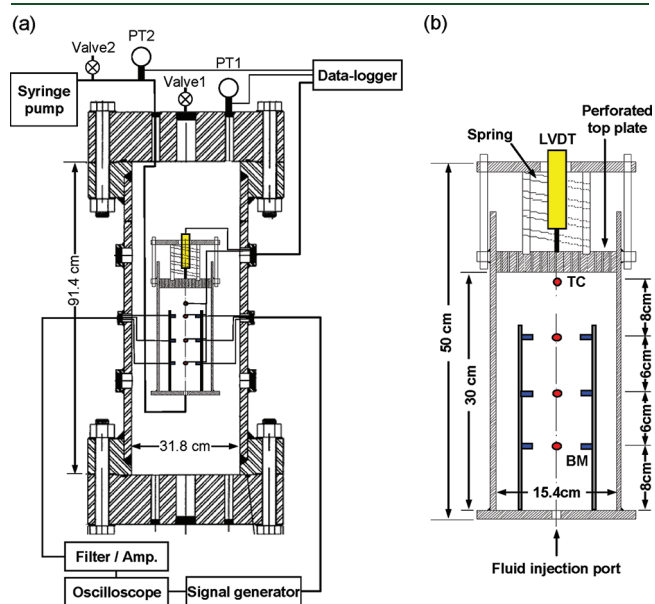 (a)
(b)
PT2
Valve2
PT1
Valve1
Syringe
pump
Data-logger
91.4 cm
31.8 cm
Filter / Amp.
Oscilloscope
Signal generator
Perforated
top plate
LVDT
Spring
TC
50 cm
30 cm
8cm
6cm
6cm
8cm
BM
15.4cm
Fluid injection port